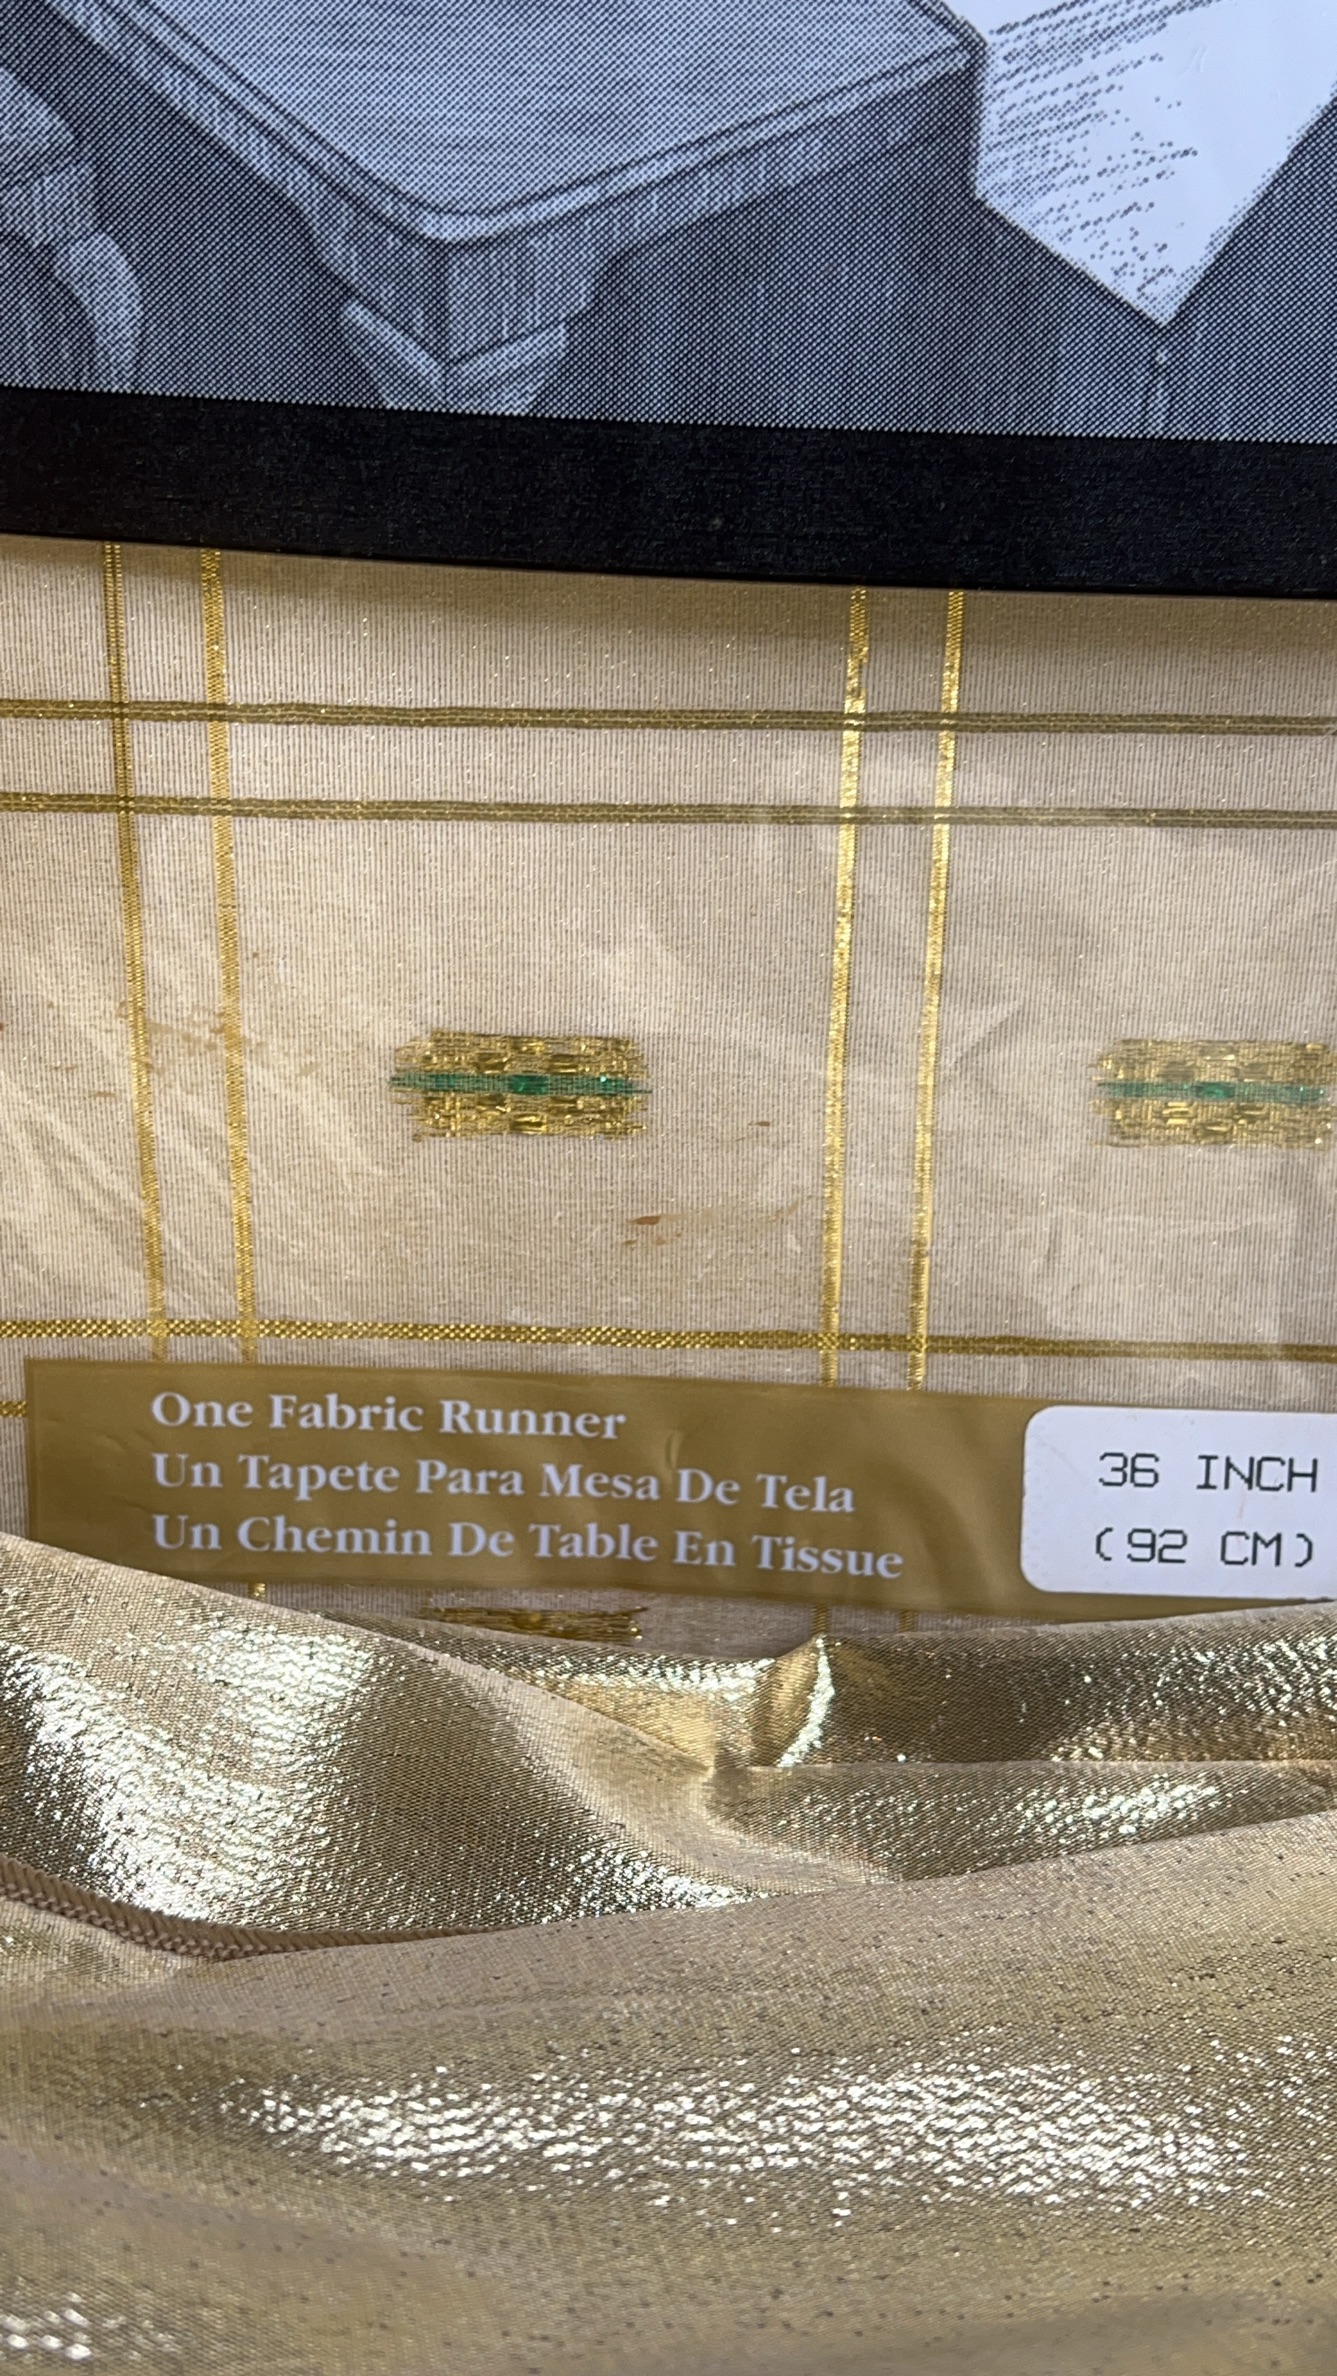 One Fabric Runner
Un Tapete Para Mesa De Tela
Un Chemin De Table En Tissue
36 INCH
(92 CM)